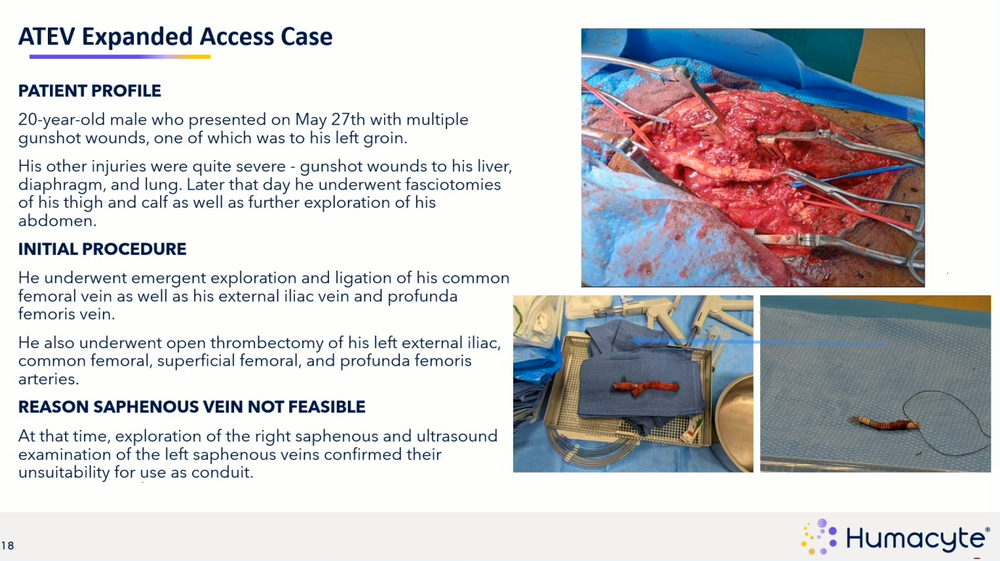 ATEV Expanded Access Case
PATIENT PROFILE
20-year-old male who presented on May 27th with multiple
gunshot wounds, one of which was to his left groin.
His other injuries were quite severe - gunshot wounds to his liver,
diaphragm, and lung. Later that day he underwent fasciotomies
of his thigh and calf as well as further exploration of his
abdomen.
INITIAL PROCEDURE
He underwent emergent exploration and ligation of his common
femoral vein as well as his external iliac vein and profunda
femoris vein.
He also underwent open thrombectomy of his left external iliac,
common femoral, superficial femoral, and profunda femoris
arteries.
REASON SAPHENOUS VEIN NOT FEASIBLE
At that time, exploration of the right saphenous and ultrasound
examination of the left saphenous veins confirmed their
unsuitability for use as conduit.
18
Humacyte®